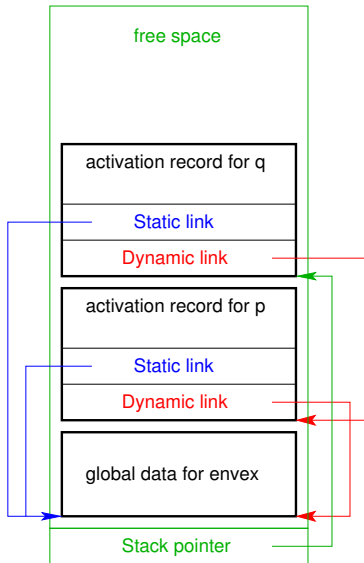 free space
activation record for q
Static link
Dynamic link
activation record for p
Static link
Dynamic link
global data for envex
Stack pointer